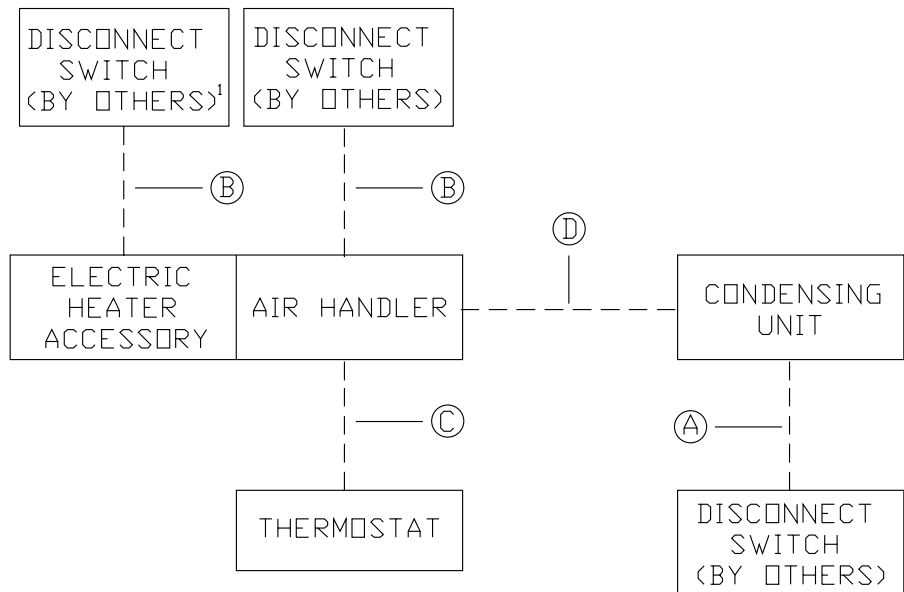 DISCONNECT
SWITCH
(BY OTHERS)¹
DISCONNECT
SWITCH
(BY OTHERS)
B
B
D
ELECTRIC
HEATER
ACCESSORY
AIR HANDLER
CONDENSING
UNIT
C
A
THERMOSTAT
DISCONNECT
SWITCH
(BY OTHERS)